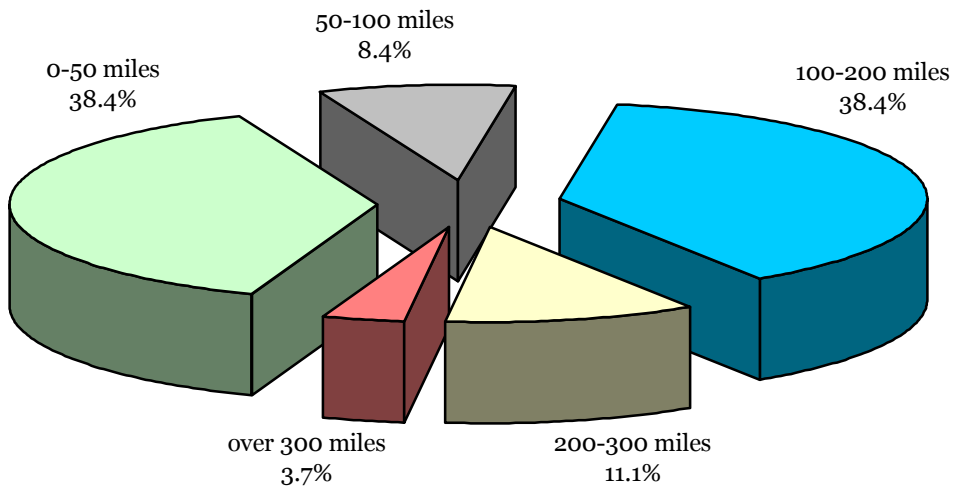 50-100 miles
8.4%
0-50 miles
38.4%
100-200 miles
38.4%
over 300 miles
3.7%
200-300 miles
11.1%